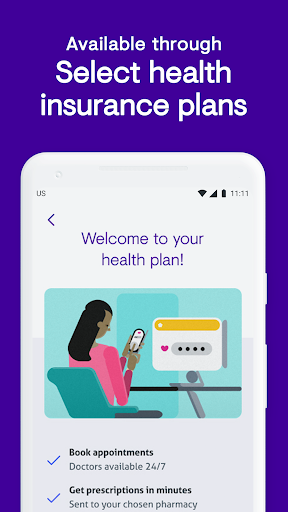 Available through
Select health
insurance plans
US
11:11
Welcome to your
health plan!
Book appointments
Doctors available 24/7
Get prescriptions in minutes
Sent to your chosen pharmacy